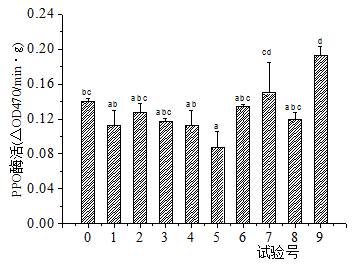 PPO酶活(△OD470/min·g)
0.24
0.20
0.16
0.12
0.08
0.04
0.00
bc
ab
abc
abc
ab
a
abc
cd
abc
d
0 1 2 3 4 5 6 7 8 9
试验号